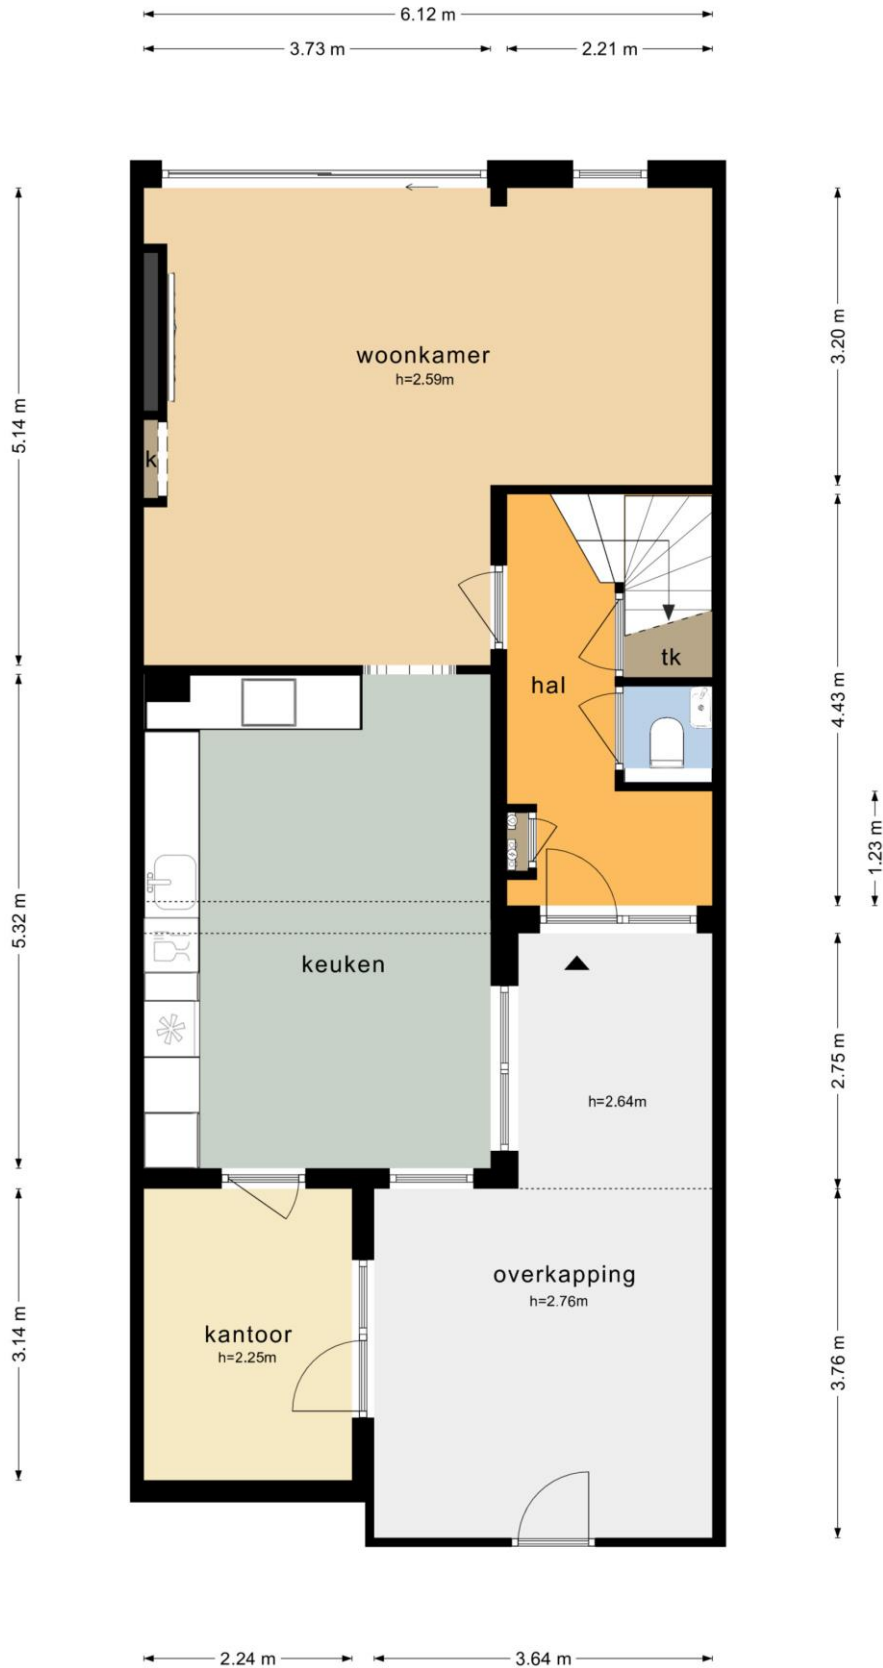 6.12 m
3.73 m
2.21 m
woonkamer
h=2.59m
3.20 m
5.14 m
k
tk
hal
4.43 m
1.23 m
5.32 m
keuken
2.75 m
h=2.64m
overkapping
h=2.76m
kantoor
h=2.25m
3.14 m
3.76 m
2.24 m
3.64 m